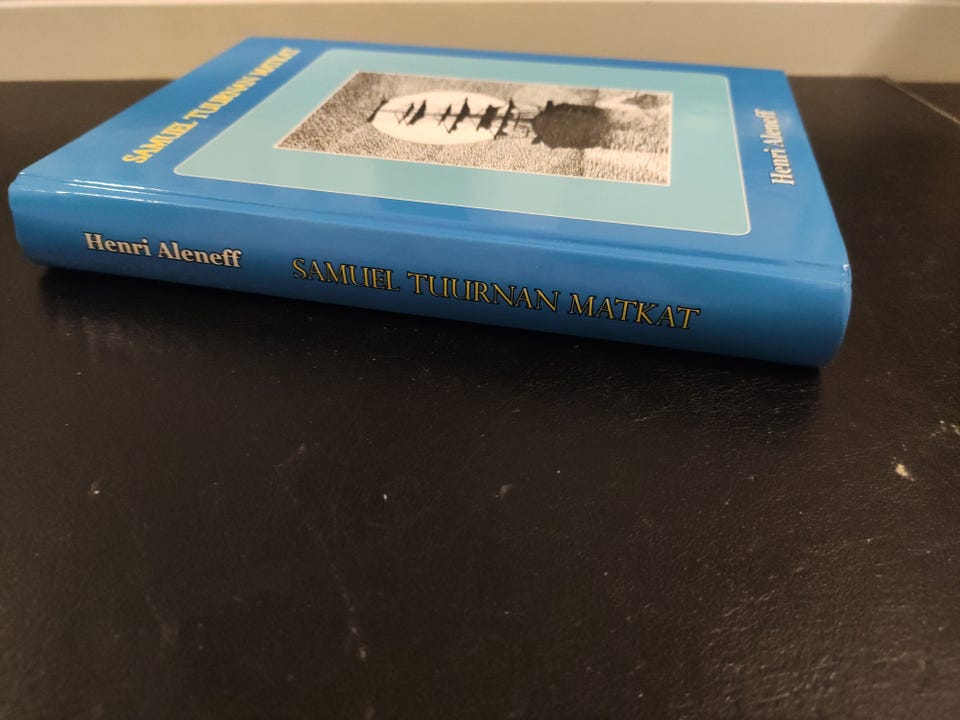 SAMUEL TUURNAN MATKAT
Henri Aleneff
Henri Aleneff SAMUEL TUURNAN MATKAT